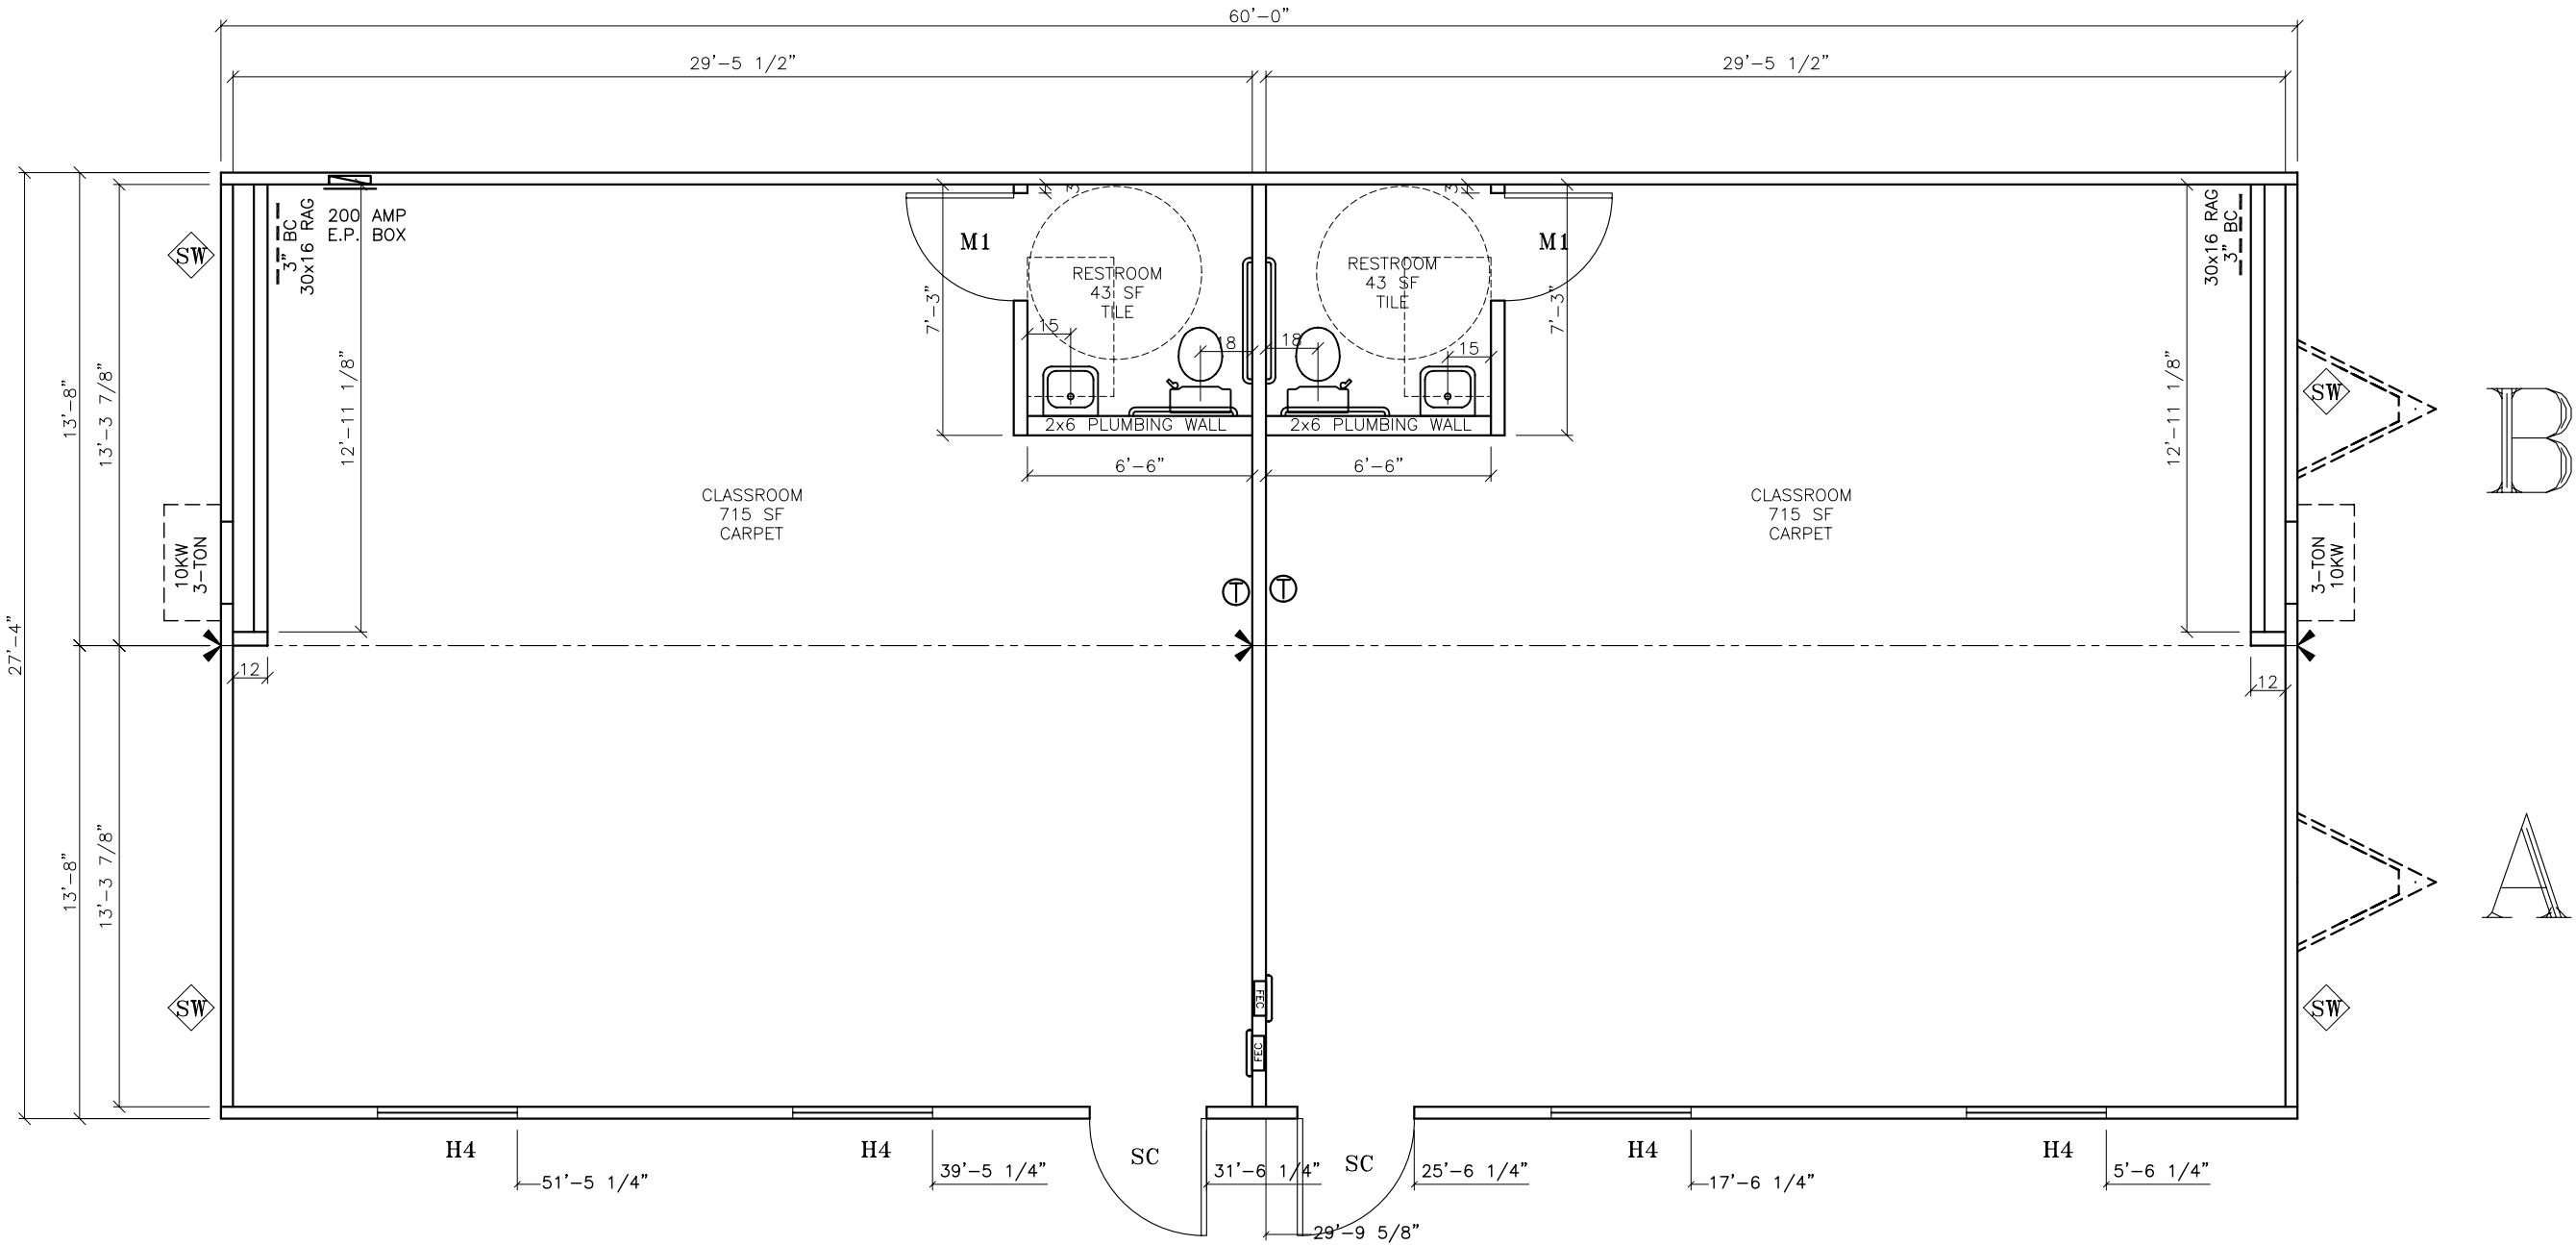 60'-0"
29'-5 1/2"
29'-5 1/2"
3
3
200 AMP
E.P. BOX
3" BC
30x16 RAG
30x16 RAG
3" BC
SW
M1
M1
RESTROOM
43 SF
TILE
RESTROOM
43 SF
TILE
7'-3"
7'-3"
15
18
18
15
2x6 PLUMBING WALL
2x6 PLUMBING WALL
6'-6"
6'-6"
13'-8"
13'-3 7/8"
12'-11 1/8"
12'-11 1/8"
SW
B
CLASSROOM
715 SF
CARPET
CLASSROOM
715 SF
CARPET
10KW
3-TON
3-TON
10KW
T
T
27'-4"
12
12
13'-8"
13'-3 7/8"
A
SW
SW
FEC
FEC
H4
H4
SC
SC
H4
H4
51'-5 1/4"
39'-5 1/4"
31'-6 1/4"
25'-6 1/4"
17'-6 1/4"
5'-6 1/4"
29'-9 5/8"